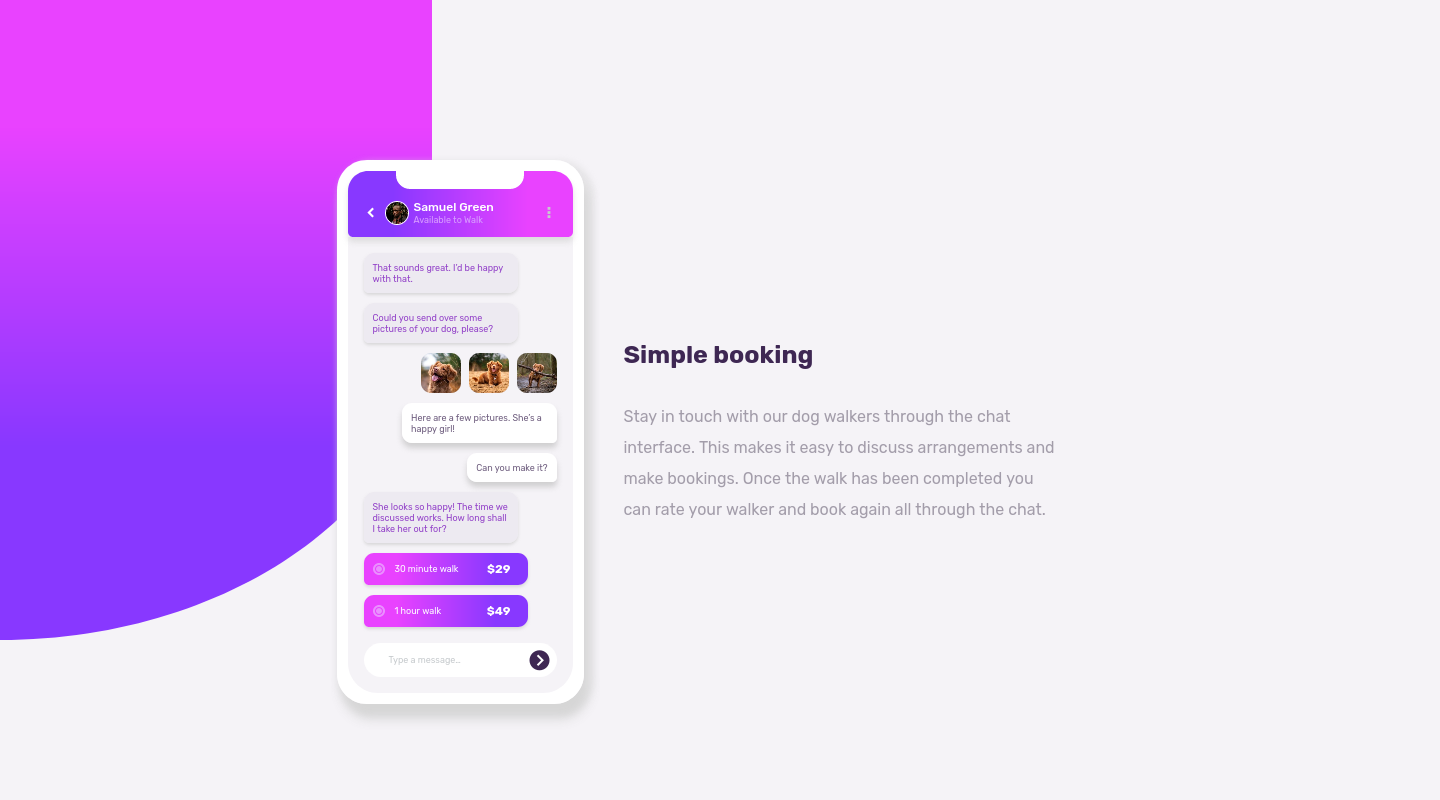 Samuel Green
Available to Walk
That sounds great. I'd be happy
with that.
Could you send over some
pictures of your dog, please?
Here are a few pictures. She's a
happy girl!
Can you make it?
She looks so happy! The time we
discussed works. How long shall
I take her out for?
30 minute walk $29
1 hour walk $49
Type a message…
Simple booking
Stay in touch with our dog walkers through the chat
interface. This makes it easy to discuss arrangements and
make bookings. Once the walk has been completed you
can rate your walker and book again all through the chat.